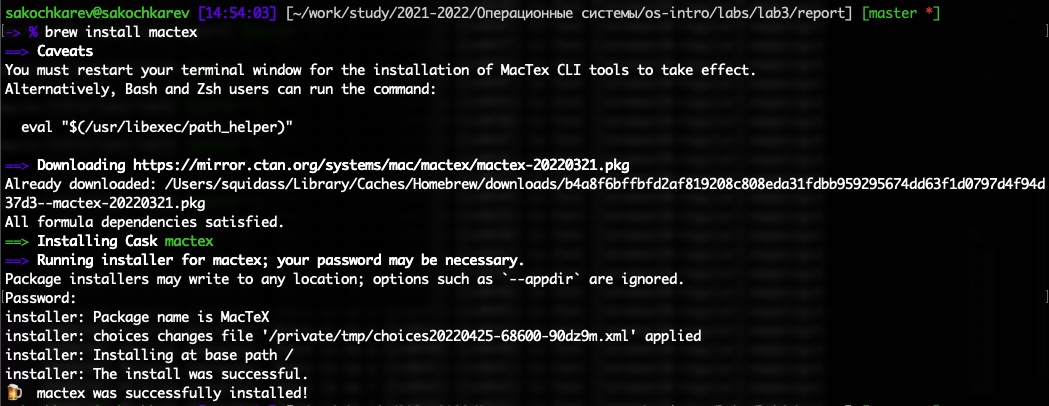 sakochkarev@sakochkarev [14:54:03] [~/work/study/2021-2022/Операционные системы/os-intro/labs/lab3/report] [master *]
-> % brew install mactex
==> Caveats
You must restart your terminal window for the installation of MacTex CLI tools to take effect.
Alternatively, Bash and Zsh users can run the command:
eval "$(/usr/libexec/path_helper)"
==> Downloading https://mirror.ctan.org/systems/mac/mactex/mactex-20220321.pkg
Already downloaded: /Users/squidass/Library/Caches/Homebrew/downloads/b4a8f6bffbfd2af819208c808eda31fdbb959295674dd63f1d0797d4f94d
37d3--mactex-20220321.pkg
All formula dependencies satisfied.
==> Installing Cask mactex
==> Running installer for mactex; your password may be necessary.
Package installers may write to any location; options such as `--appdir` are ignored.
Password:
installer: Package name is MacTeX
installer: choices changes file '/private/tmp/choices20220425-68600-90dz9m.xml' applied
installer: Installing at base path /
installer: The install was successful.
🍺 mactex was successfully installed!